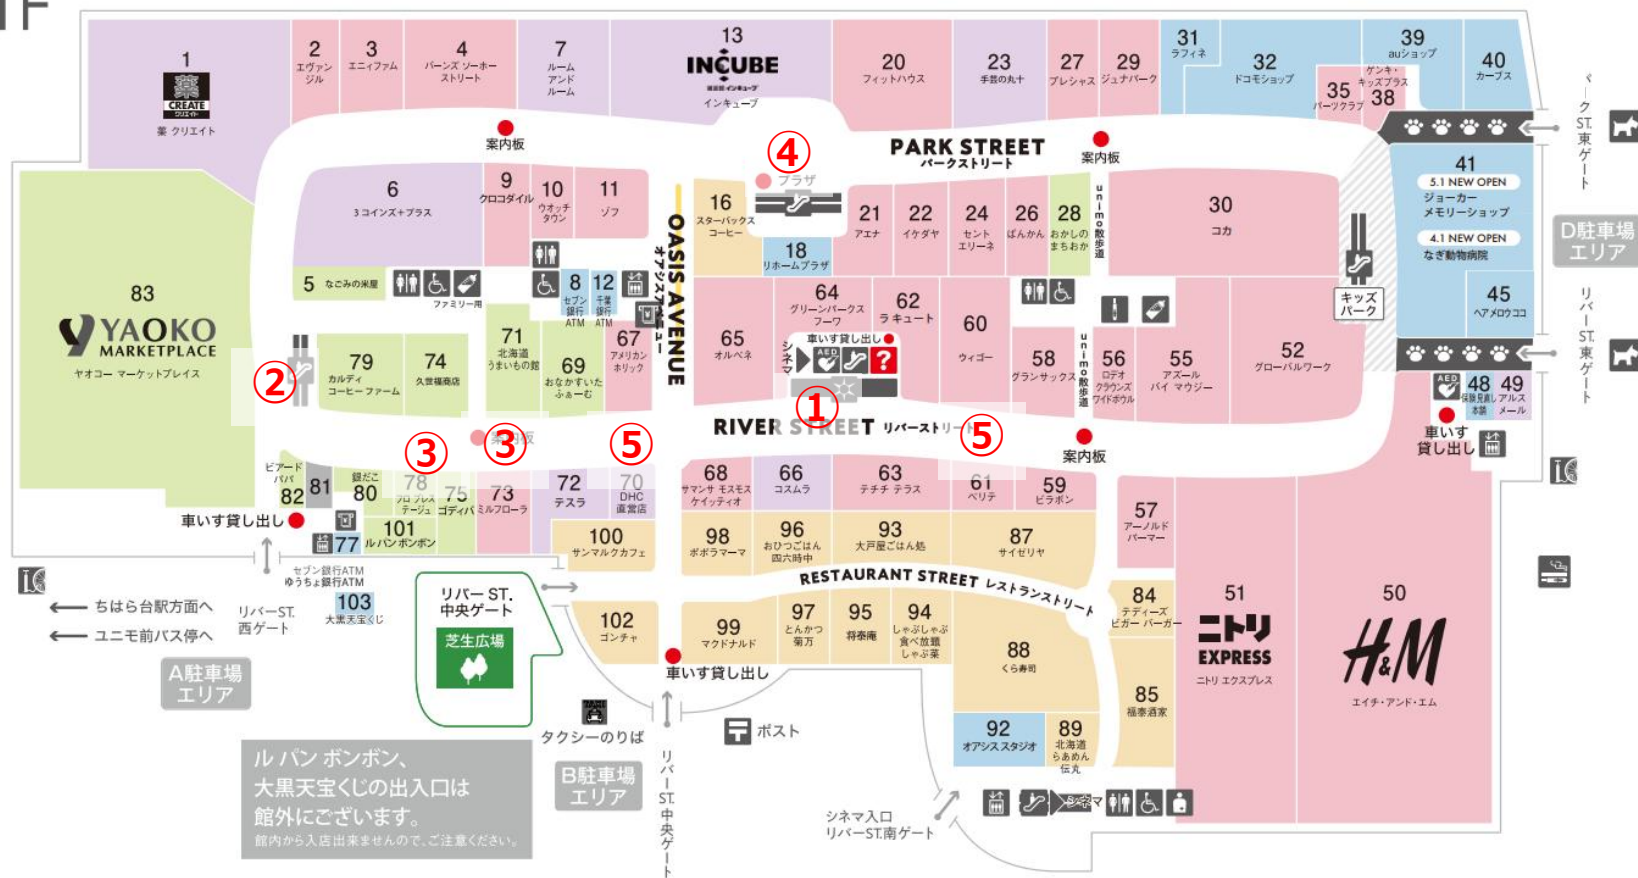 1F
1
薬
CREATE
クリエイト
薬 クリエイト
2
エヴァン
ジル
3
エニィファム
4
バーンズ ソーホー
ストリート
7
ルーム
アンド
ルーム
13
INCUBE
インキューブ
20
フィットハウス
23
手芸の丸十
27
プレシャス
29
ジュナパーク
31
ラフィネ
32
ドコモショップ
35
パーツクラブ
39
auショップ
ゲンキ・
キッズプラス
38
40
カーブス
案内板
④
プラザ
PARK STREET
パークストリート
案内板
パークST.東ゲート
6
3コインズ+プラス
9
クロコダイル
10
ウオッチ
タウン
11
ゾフ
OASIS AVENUE
オアシスアベニュー
16
スターバックス
コーヒー
18
リホームプラザ
21
アエナ
22
イケダヤ
24
セント
エリーネ
26
ばんかん
28
おかしの
まちおか
unimo散歩道
30
コカ
41
5.1 NEW OPEN
ジョーカー
メモリーショップ
4.1 NEW OPEN
なぎ動物病院
D駐車場
エリア
83
YAOKO
MARKETPLACE
ヤオコー マーケットプレイス
5 なごみの米屋
ファミリー用
8
セブン
銀行
ATM
12
千葉
銀行
ATM
キッズ
パーク
45
ヘアメロウココ
リバーST.東ゲート
②
79
カルディ
コーヒー ファーム
74
久世福商店
71
北海道
うまいもの館
69
おなかすいた
ふぁーむ
67
アメリカン
ホリック
65
オルベネ
64
グリーンパークス
フーワ
車いす貸し出し
シネマ
AED
?
62
ラ キュート
60
ウィゴー
58
グランサックス
unimo散歩道
56
ロデオ
クラウンズ
ワイドボウル
55
アズール
バイ マウジー
52
グローバルワーク
AED
48
保険見直し
本舗
49
アルス
メール
車いす
貸し出し
①
RIVER STREET リバーストリート
③
③
案内板
⑤
⑤
案内板
ビアード
パパ
82
81
銀だこ
80
78
プロ プレス
テージュ
75
ゴディバ
73
ミルフローラ
72
テスラ
70
DHC
直営店
68
サマンサ モスモス
ケイッティオ
66
コスムラ
63
テチチ テラス
61
ベリテ
59
ビラボン
57
アーノルド
パーマー
車いす貸し出し
101
ル パン ボンボン
77
セブン銀行ATM
ゆうちょ銀行ATM
103
大黒天宝くじ
100
サンマルクカフェ
98
ポポラマーマ
96
おひつごはん
四六時中
93
大戸屋ごはん処
87
サイゼリヤ
RESTAURANT STREET レストランストリート
ちはら台駅方面へ
ユニモ前バス停へ
リバーST.
西ゲート
A駐車場
エリア
リバー ST.
中央ゲート
芝生広場
102
ゴンチャ
99
マクドナルド
97
とんかつ
菊万
95
将泰庵
94
しゃぶしゃぶ
食べ放題
しゃぶ菜
88
くら寿司
84
テディーズ
ビガー バーガー
85
福泰酒家
51
ニトリ
EXPRESS
ニトリ エクスプレス
50
H&M
エイチ・アンド・エム
車いす貸し出し
TAXI
タクシーのりば
B駐車場
エリア
リバーST.中央ゲート
ポスト
92
オアシススタジオ
89
北海道
らあめん
伝丸
シネマ
シネマ入口
リバーST.南ゲート
ル パン ボンボン、
大黒天宝くじの出入口は
館外にございます。
館内から入店出来ませんので、ご注意ください。